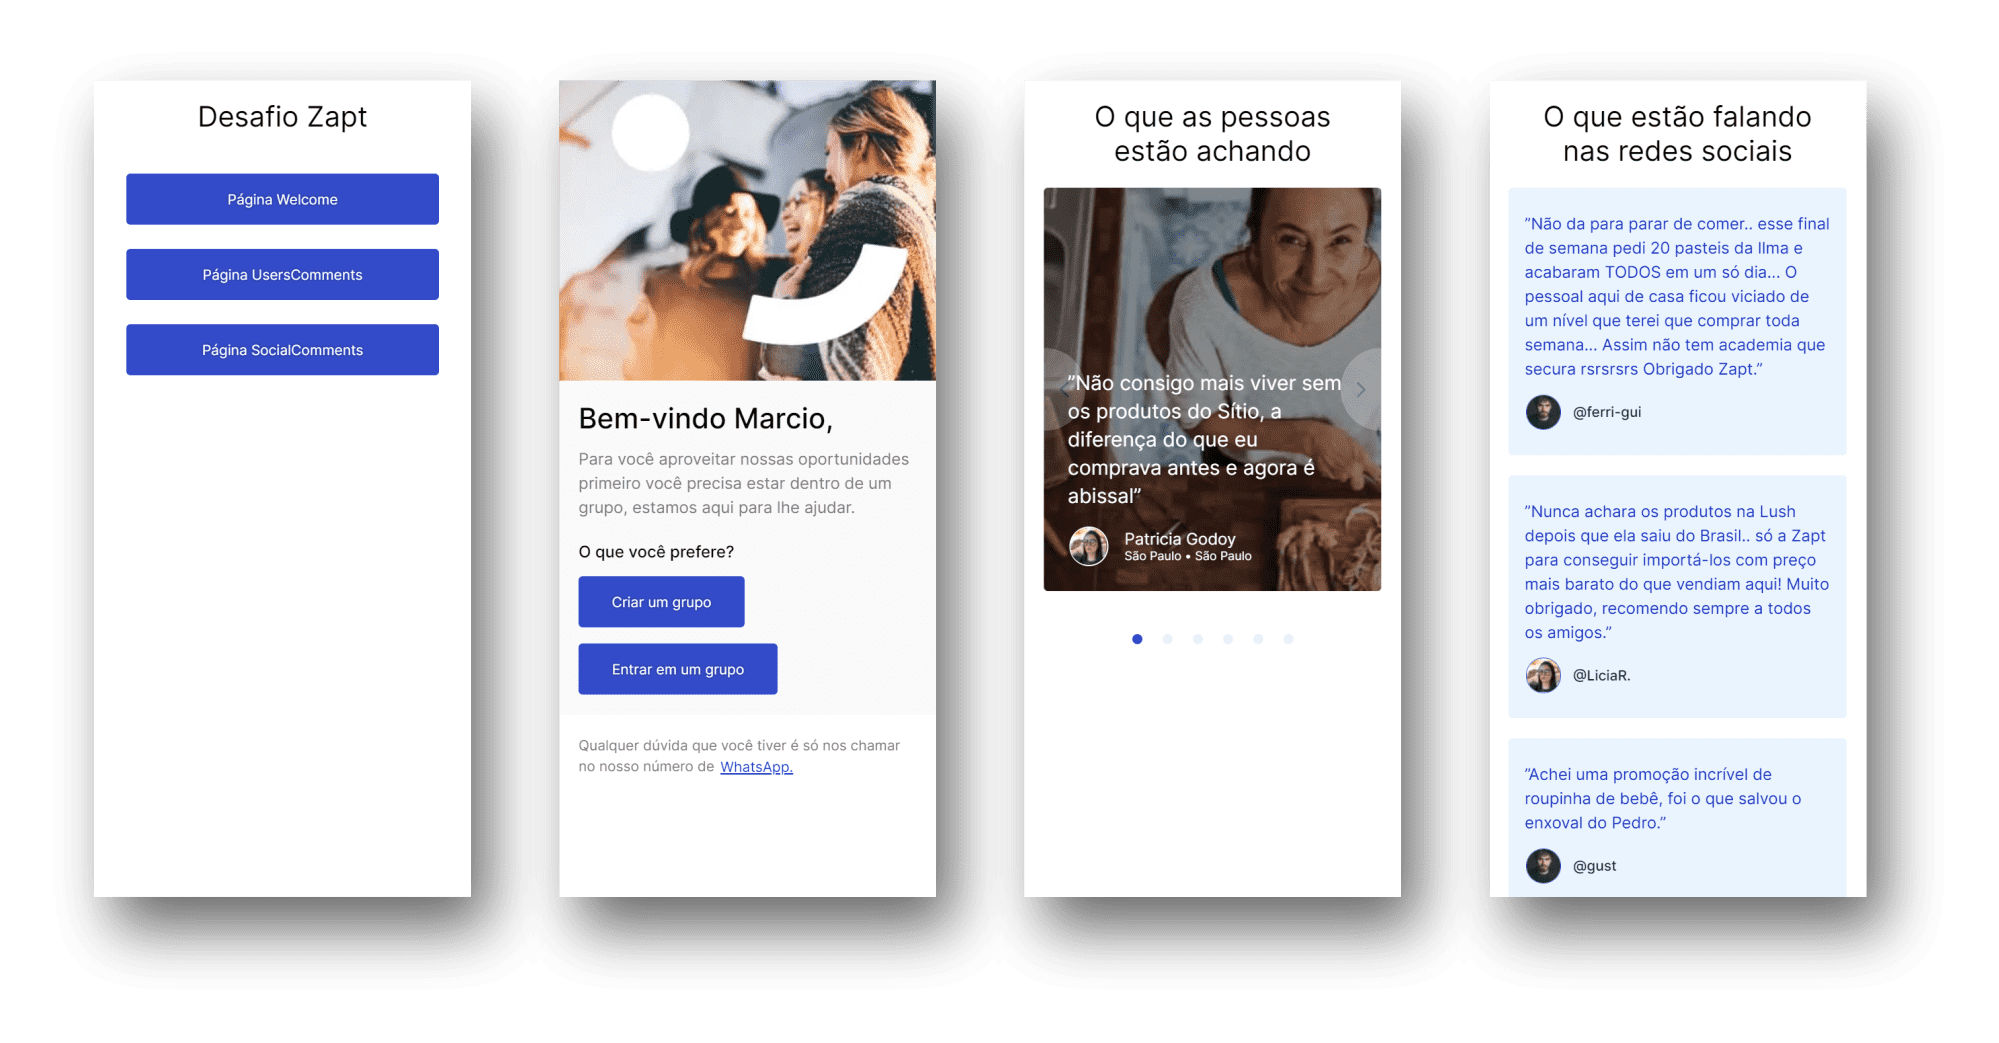 Desafio Zapt
Página Welcome
Página UsersComments
Página SocialComments
Bem-vindo Marcio,
Para você aproveitar nossas oportunidades
primeiro você precisa estar dentro de um
grupo, estamos aqui para lhe ajudar.
O que você prefere?
Criar um grupo
Entrar em um grupo
Qualquer dúvida que você tiver é só nos chamar
no nosso número de WhatsApp.
O que as pessoas
estão achando
”Não consigo mais viver sem
os produtos do Sítio, a
diferença do que eu
comprava antes e agora é
abissal”
Patricia Godoy
São Paulo • São Paulo
O que estão falando
nas redes sociais
”Não da para parar de comer.. esse final
de semana pedi 20 pasteis da Ilma e
acabaram TODOS em um só dia... O
pessoal aqui de casa ficou viciado de
um nível que terei que comprar toda
semana... Assim não tem academia que
secura rsrsrsrs Obrigado Zapt.”
@ferri-gui
”Nunca achara os produtos na Lush
depois que ela saiu do Brasil.. só a Zapt
para conseguir importá-los com preço
mais barato do que vendiam aqui! Muito
obrigado, recomendo sempre a todos
os amigos.”
@LiciaR.
”Achei uma promoção incrível de
roupinha de bebê, foi o que salvou o
enxoval do Pedro.”
@gust